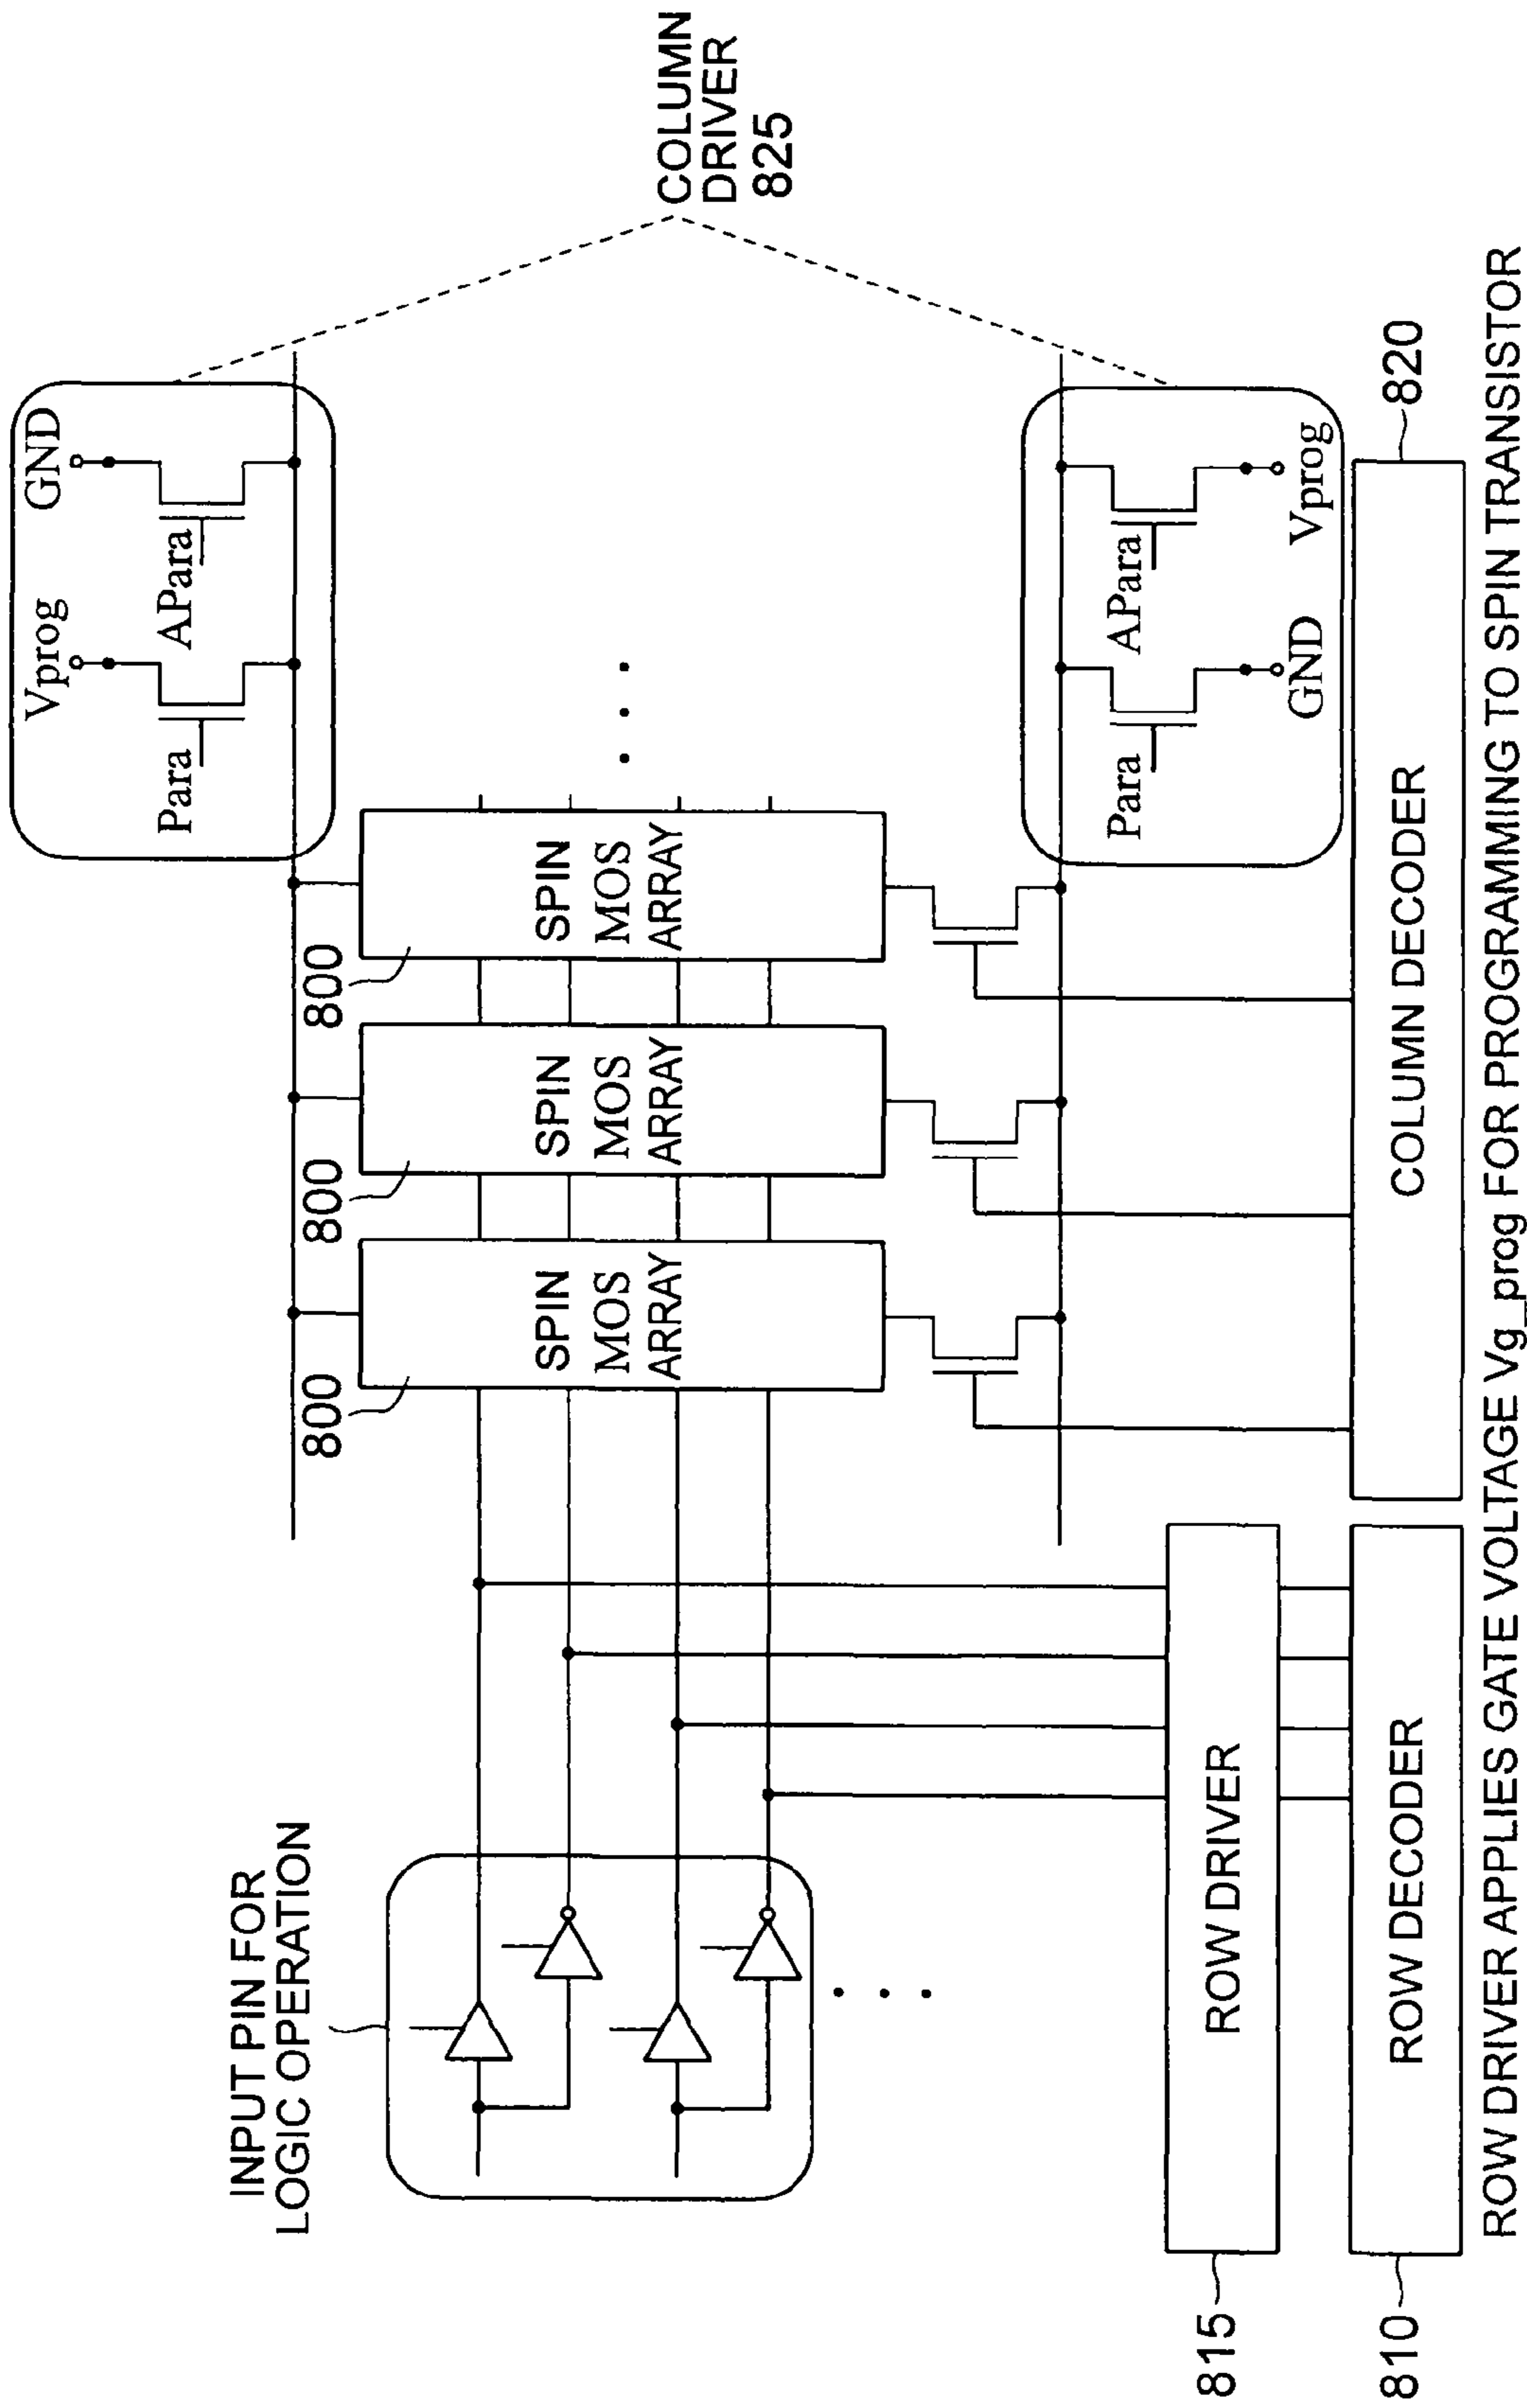 Vprog
GND
Para
APara
COLUMN
DRIVER
825
INPUT PIN FOR
LOGIC OPERATION
800
800
800
SPIN
MOS
ARRAY
SPIN
MOS
ARRAY
SPIN
MOS
ARRAY
Para
APara
GND
Vprog
815
ROW DRIVER
820
810
ROW DECODER
COLUMN DECODER
ROW DRIVER APPLIES GATE VOLTAGE Vg_prog FOR PROGRAMMING TO SPIN TRANSISTOR